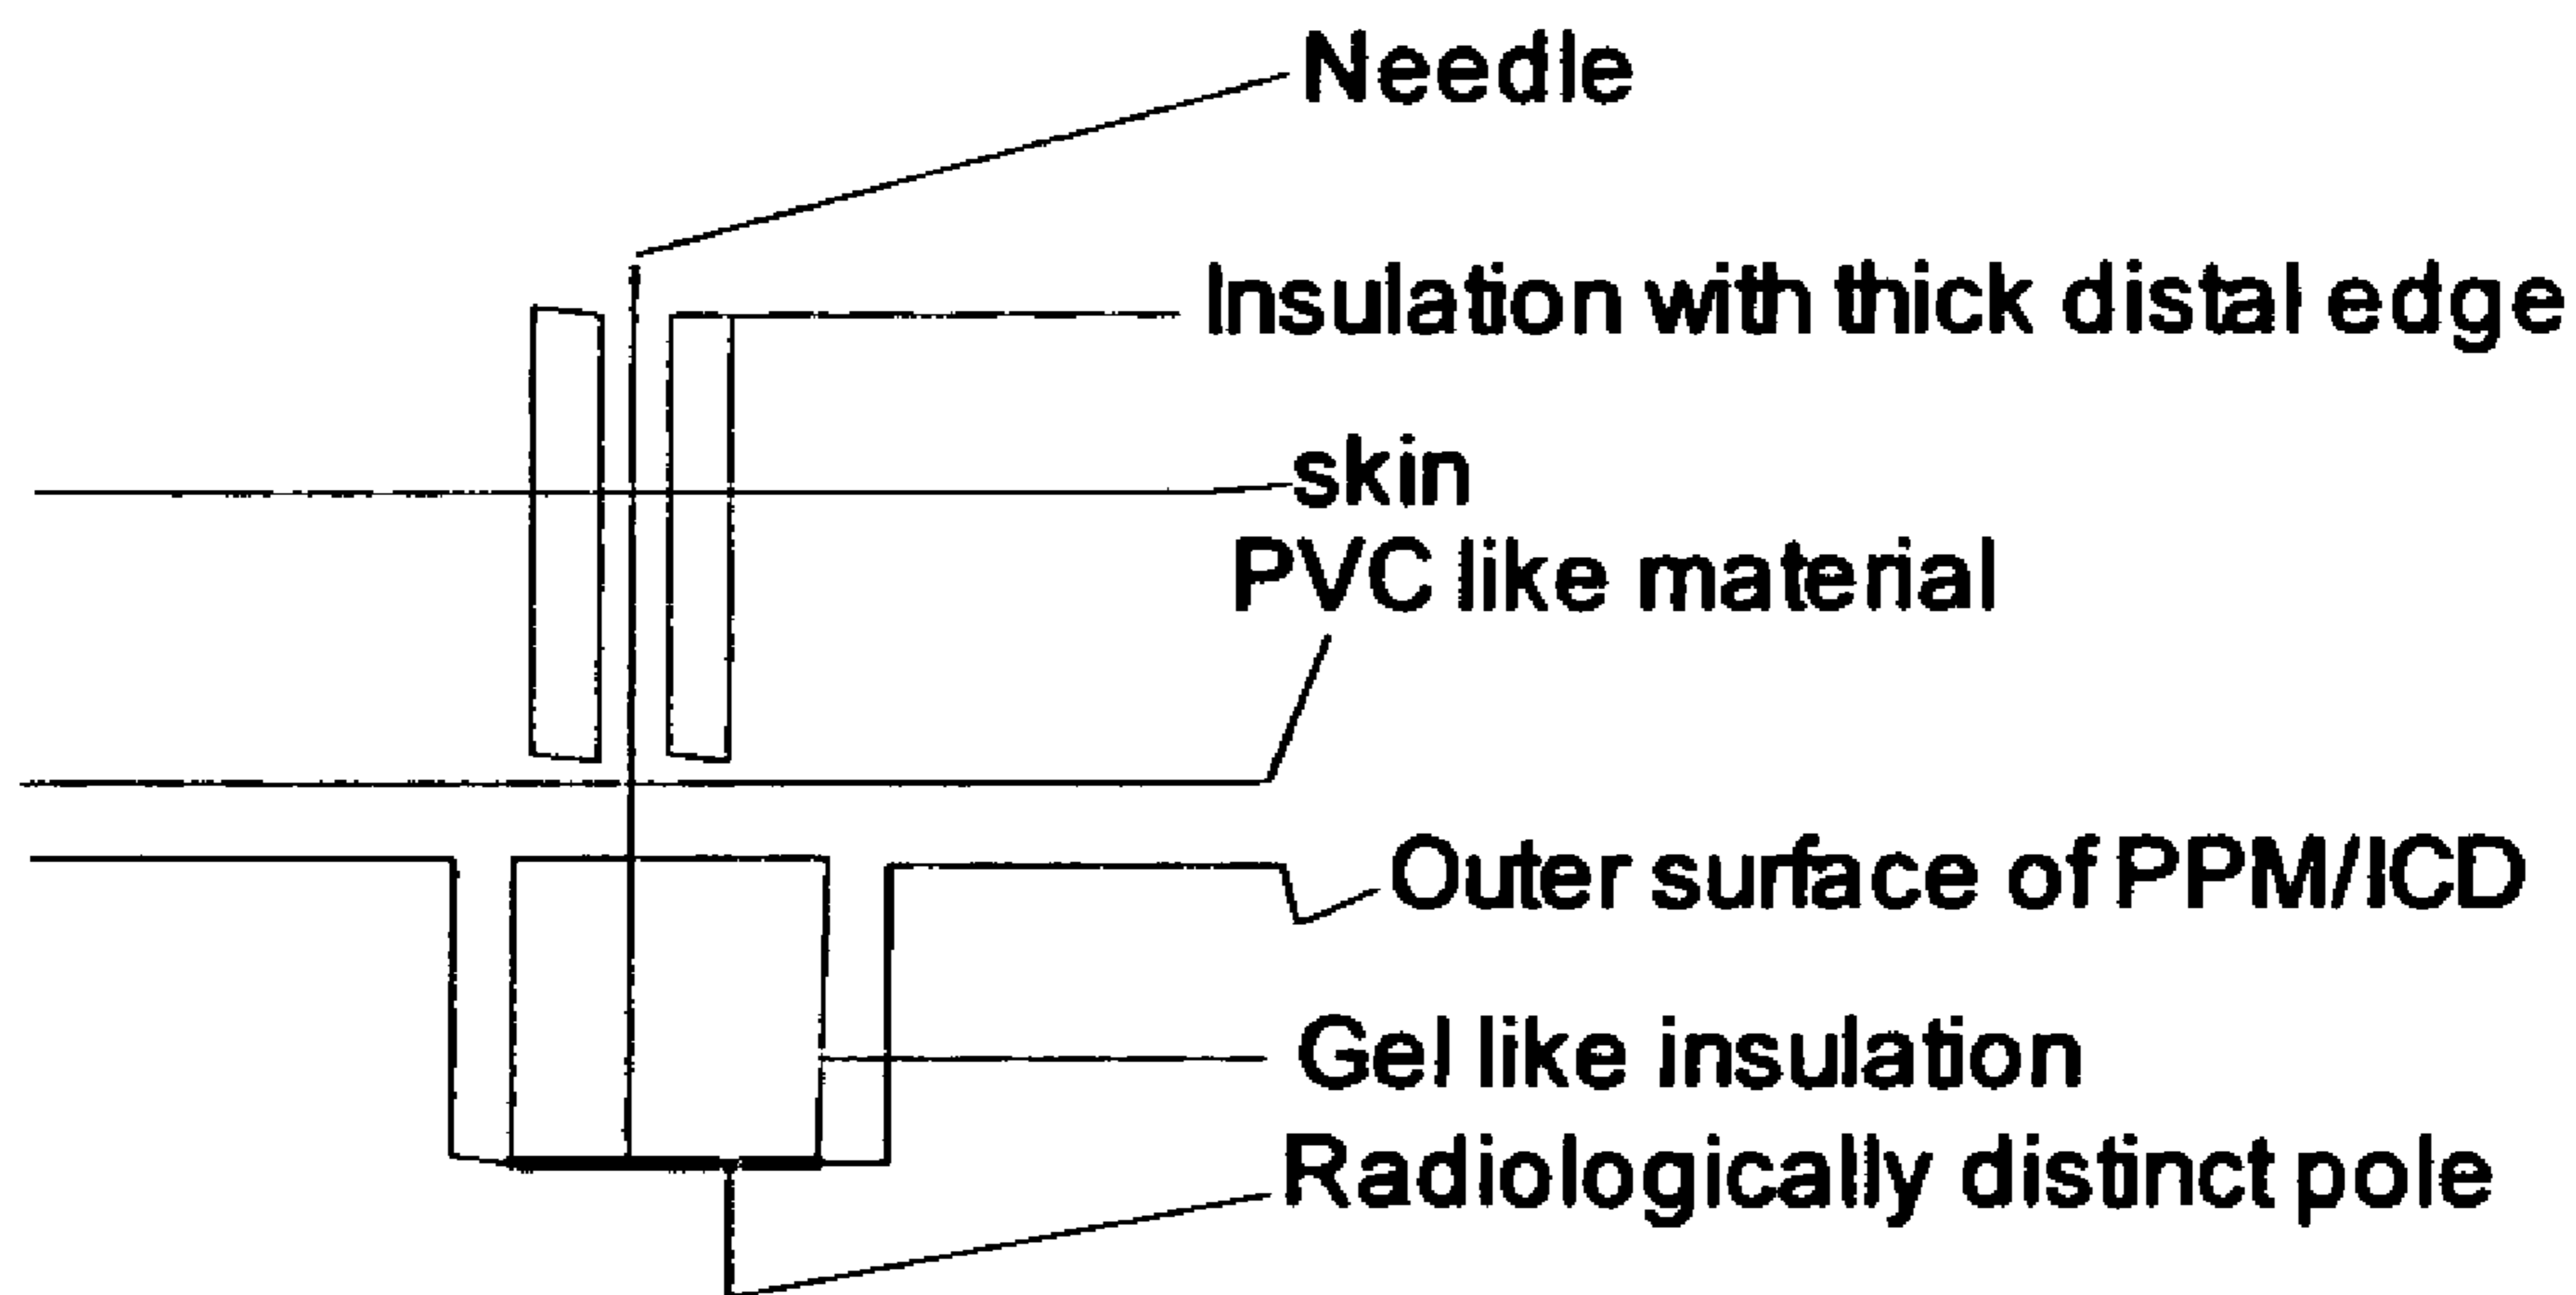 Needle
Insulation with thick distal edge
skin
PVC like material
Outer surface of PPM/ICD
Gel like insulation
Radiologically distinct pole